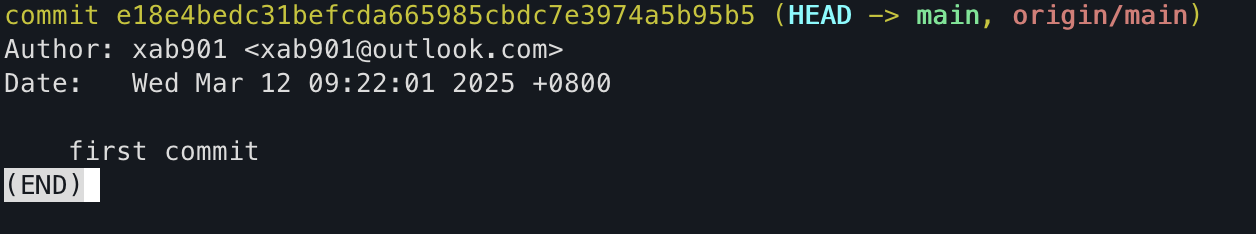 commit e18e4bedc31befcda665985cbdc7e3974a5b95b5 (HEAD -> main, origin/main)
Author: xab901 <xab901@outlook.com>
Date:   Wed Mar 12 09:22:01 2025 +0800
first commit
(END)